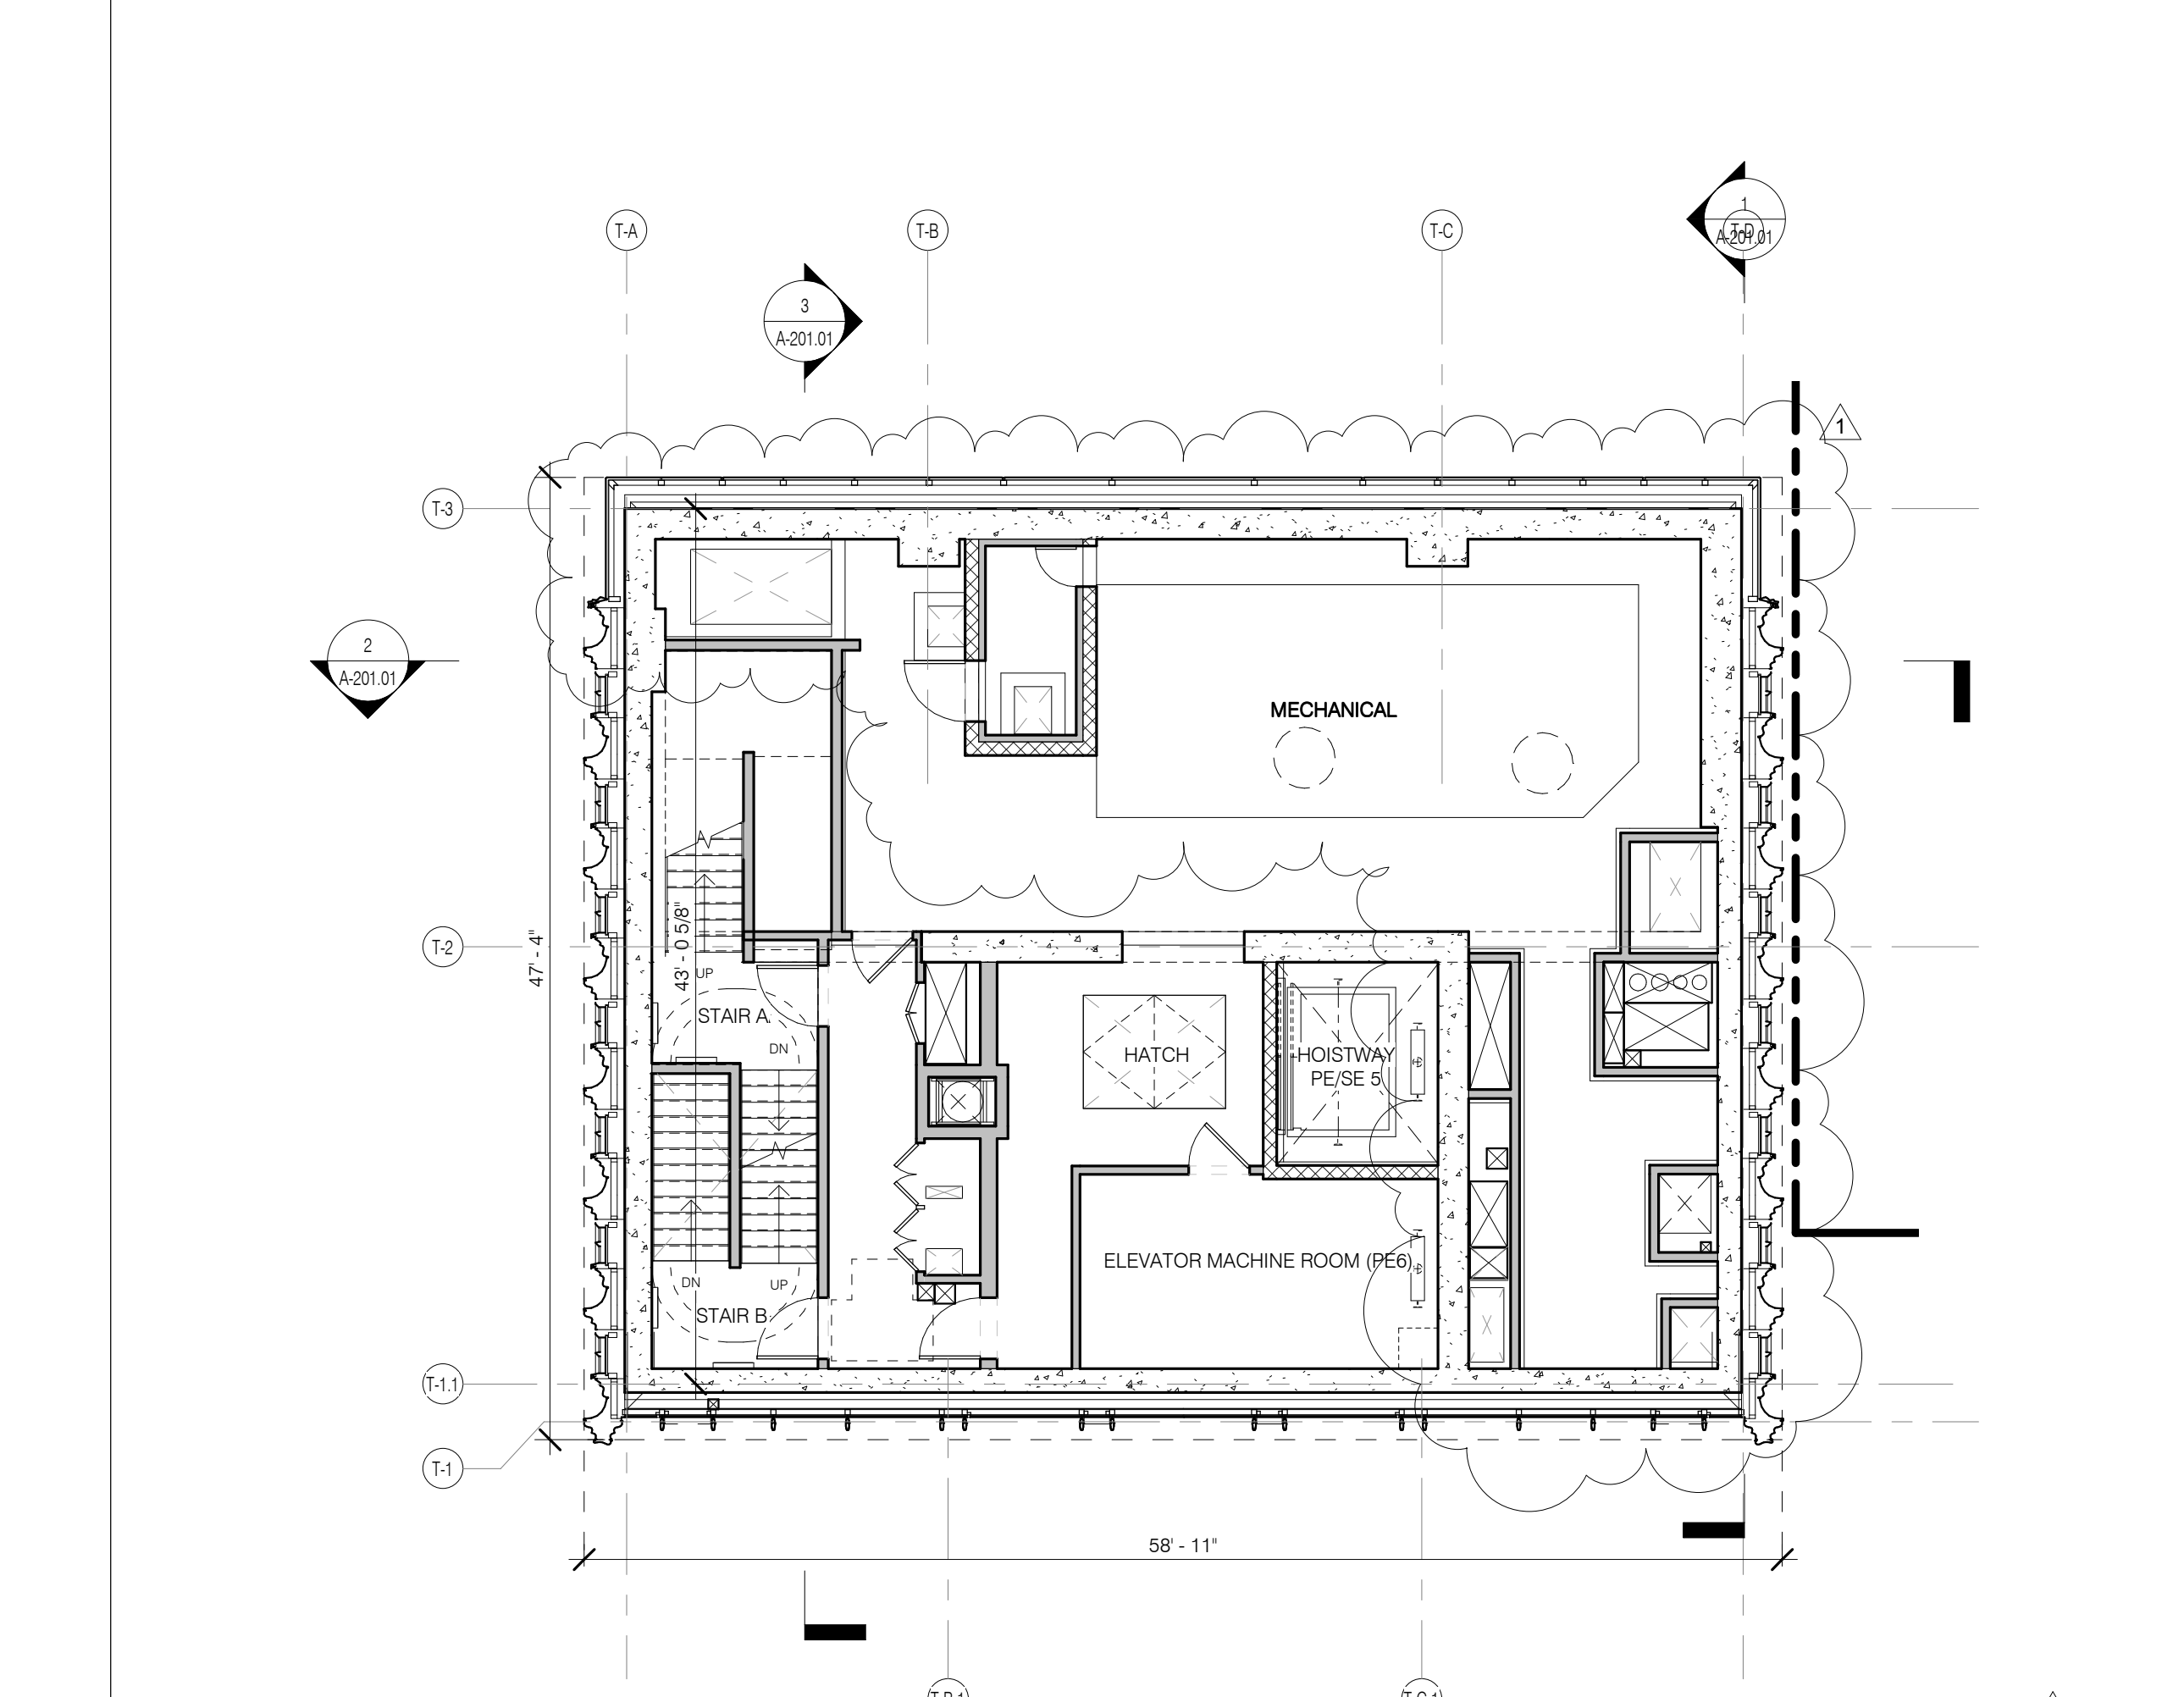 1
A-201.01
T-A
T-B
T-C
T-D
3
A-201.01
1
T-3
2
A-201.01
MECHANICAL
T-2
47' - 4"
43' - 0 5/8"
UP
STAIR A
DN
HATCH
HOISTWAY
PE/SE 5
ELEVATOR MACHINE ROOM (PE6)
DN
UP
STAIR B
T-1.1
T-1
58' - 11"
T-B.1
T-C.1